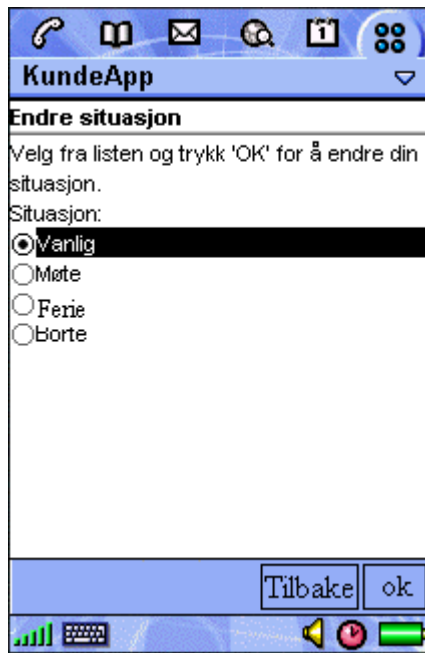 1
KundeApp
Endre situasjon
Velg fra listen og trykk 'OK' for å endre din
situasjon.
Situasjon:
Vanlig
Møte
Ferie
Borte
Tilbake ok